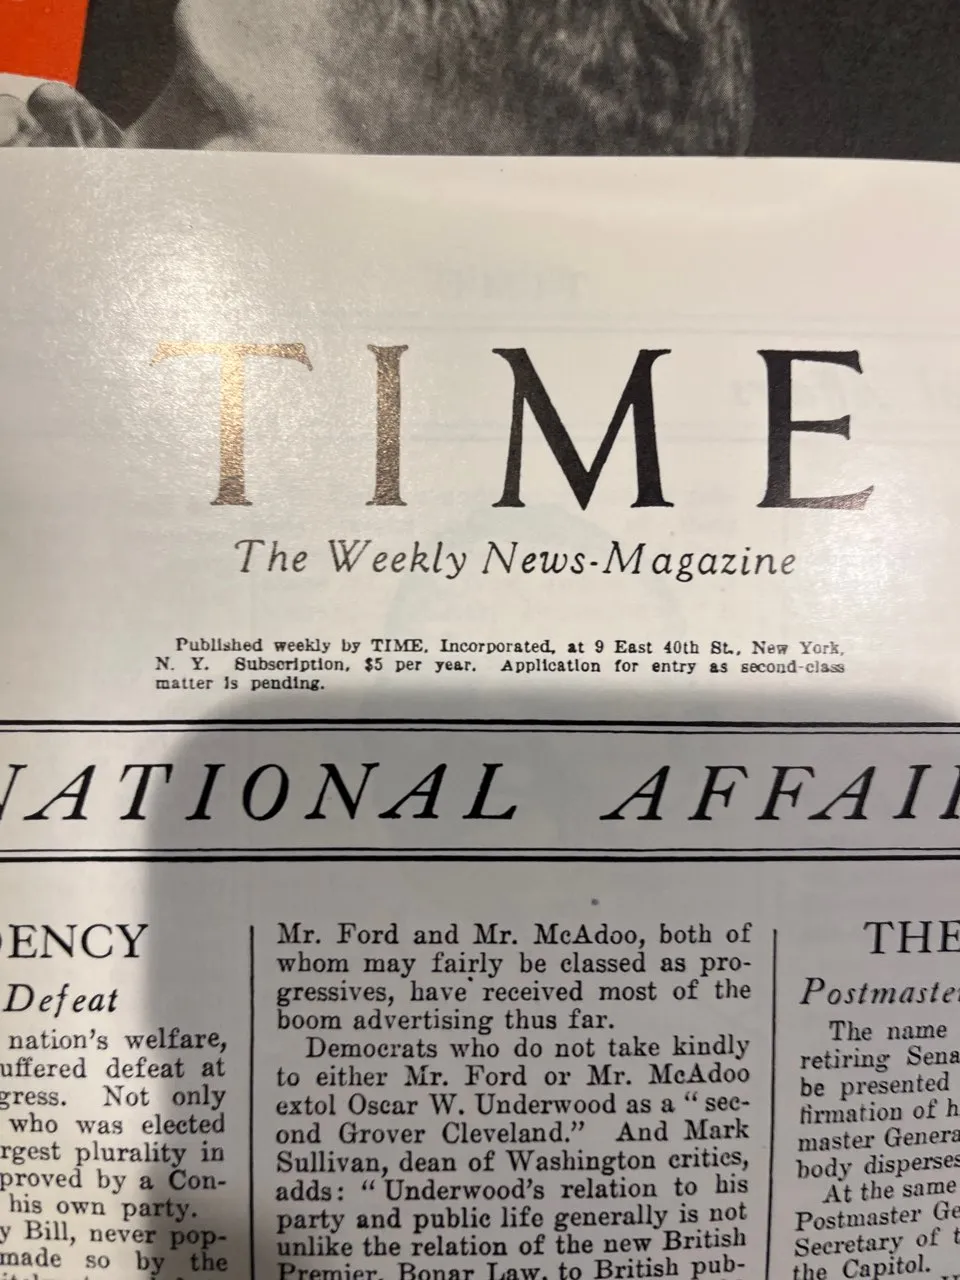 TIME
The Weekly News-Magazine
Published weekly by TIME, Incorporated, at 9 East 40th St., New York,
N. Y. Subscription, $5 per year. Application for entry as second-class
matter is pending.
NATIONAL AFFAI
ENCY
Defeat
nation's welfare,
uffered defeat at
gress. Not only
who was elected
rgest plurality in
proved by a Con-
his own party.
y Bill, never pop-
made so by the
Mr. Ford and Mr. McAdoo, both of
whom may fairly be classed as pro-
gressives, have received most of the
boom advertising thus far.
Democrats who do not take kindly
to either Mr. Ford or Mr. McAdoo
extol Oscar W. Underwood as a “sec-
ond Grover Cleveland.” And Mark
Sullivan, dean of Washington critics,
adds: “Underwood's relation to his
party and public life generally is not
unlike the relation of the new British
Premier, Bonar Law, to British pub-
THE
Postmaster
The name
retiring Sena
be presented
firmation of h
master Genera
body disperses
At the same
Postmaster Ge
Secretary of t
the Capitol.